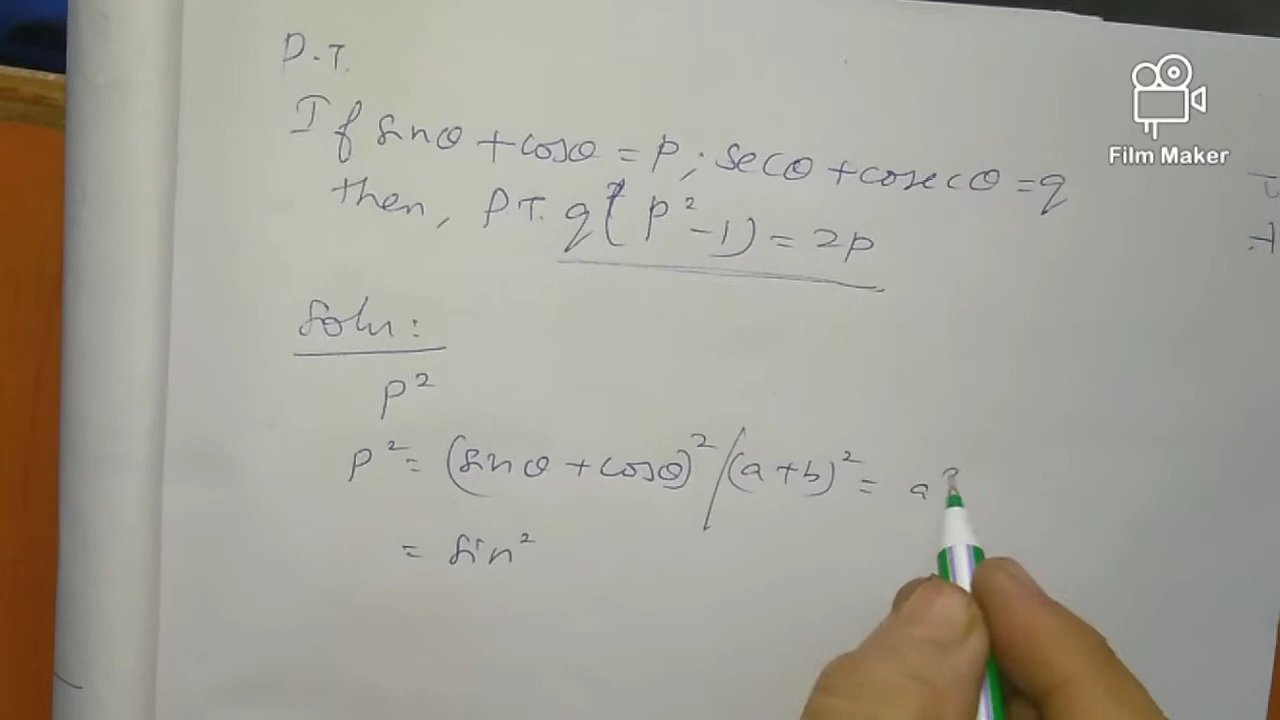 P.T.
If sinθ + cosθ = p ; secθ + cosecθ = q
then, P.T. q(p²-1) = 2p
Soln :
p²
p² = (sinθ + cosθ)² / (a+b)² = a²
= sin²
Film Maker